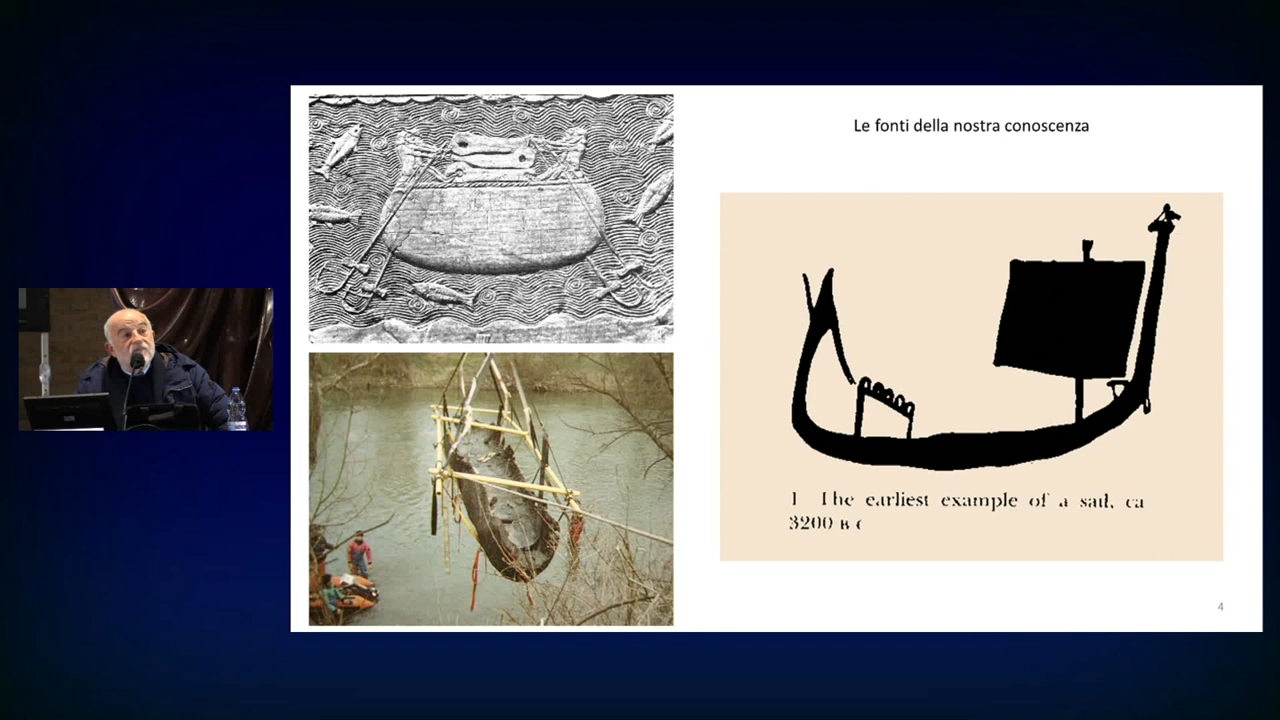 Le fonti della nostra conoscenza
1 The earliest example of a sail, ca
3200 B C
4